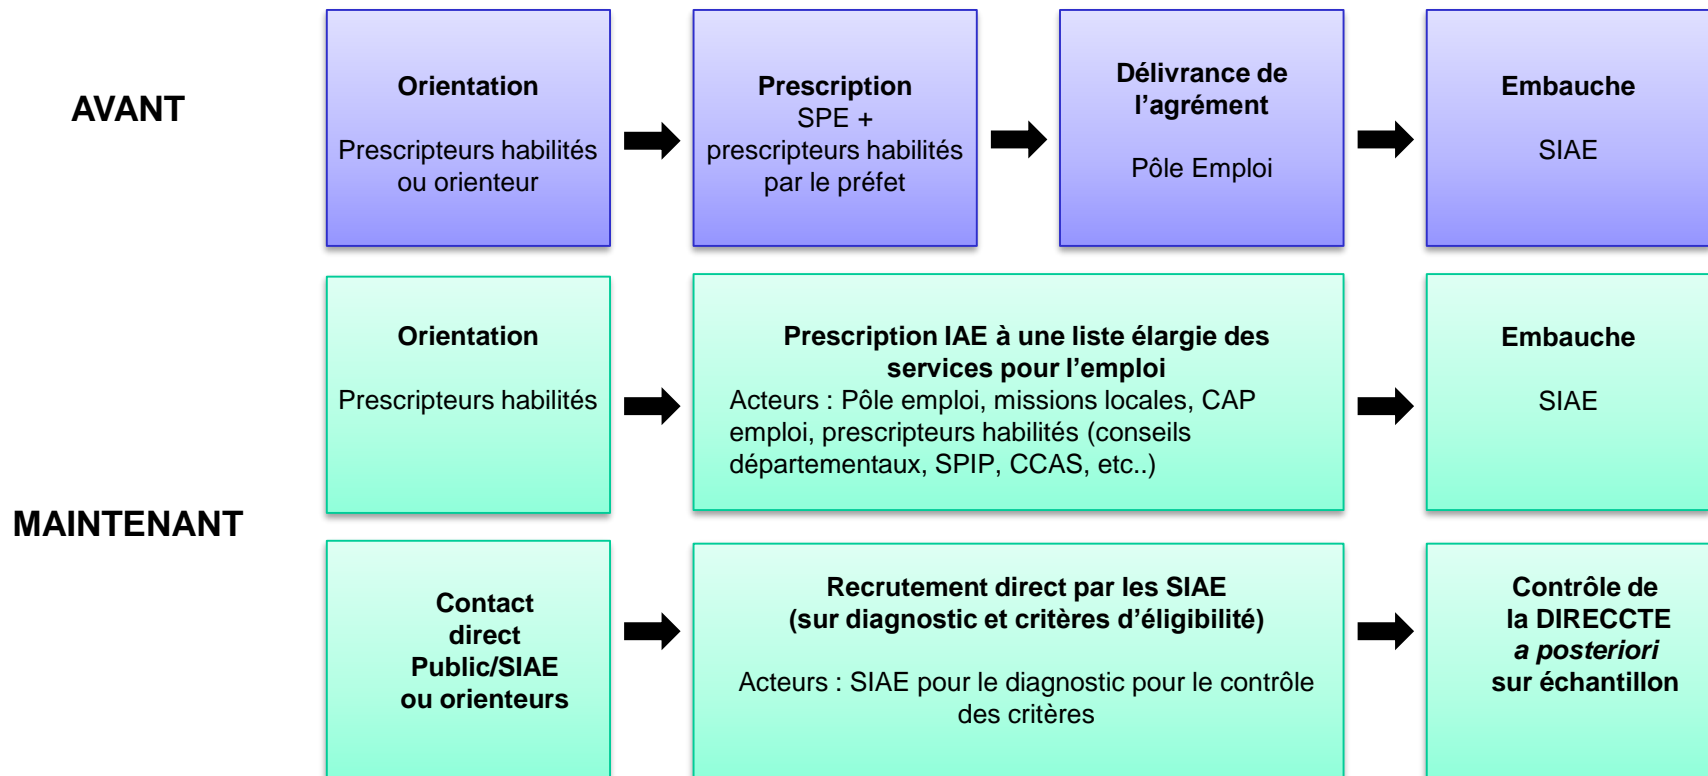 AVANT
Orientation
Prescripteurs habilités
ou orienteur
Prescription
SPE +
prescripteurs habilités
par le préfet
Délivrance de
l’agrément
Pôle Emploi
Embauche
SIAE
MAINTENANT
Orientation
Prescripteurs habilités
Prescription IAE à une liste élargie des
services pour l’emploi
Acteurs : Pôle emploi, missions locales, CAP
emploi, prescripteurs habilités (conseils
départementaux, SPIP, CCAS, etc..)
Embauche
SIAE
Contact
direct
Public/SIAE
ou orienteurs
Recrutement direct par les SIAE
(sur diagnostic et critères d’éligibilité)
Acteurs : SIAE pour le diagnostic pour le contrôle
des critères
Contrôle de
la DIRECCTE
a posteriori
sur échantillon